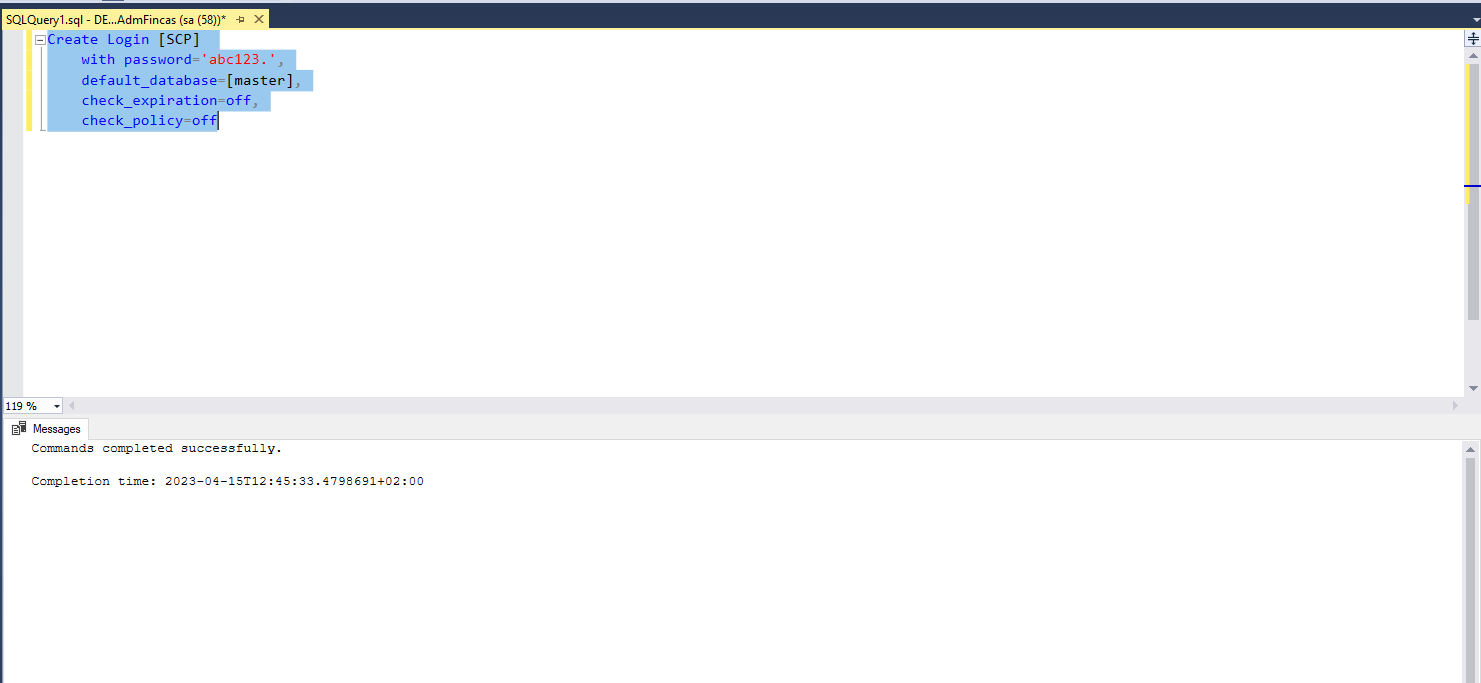 SQLQuery1.sql - DE...AdmFincas (sa (58))*
Create Login [SCP]
with password='abc123.',
default_database=[master],
check_expiration=off,
check_policy=off
119 %
Messages
Commands completed successfully.
Completion time: 2023-04-15T12:45:33.4798691+02:00